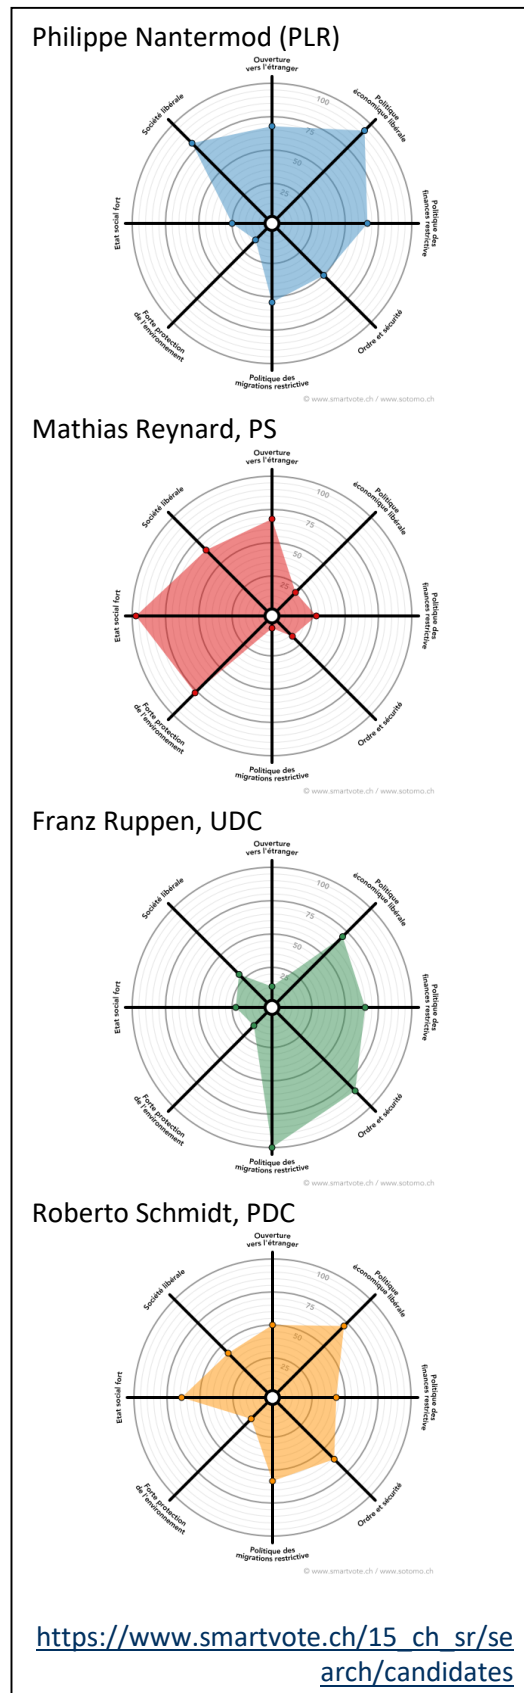 Philippe Nantermod (PLR)
Ouverture
vers l'étranger
Politique
économique libérale
Politique des
finances restrictive
Ordre et sécurité
Politique des
migrations restrictive
Forte protection
de l'environnement
Etat social fort
Société libérale
100
75
50
25
© www.smartvote.ch / www.sotomo.ch
Mathias Reynard, PS
Ouverture
vers l'étranger
Politique
économique libérale
Politique des
finances restrictive
Ordre et sécurité
Politique des
migrations restrictive
Forte protection
de l'environnement
Etat social fort
Société libérale
100
75
50
25
© www.smartvote.ch / www.sotomo.ch
Franz Ruppen, UDC
Ouverture
vers l'étranger
Politique
économique libérale
Politique des
finances restrictive
Ordre et sécurité
Politique des
migrations restrictive
Forte protection
de l'environnement
Etat social fort
Société libérale
100
75
50
25
© www.smartvote.ch / www.sotomo.ch
Roberto Schmidt, PDC
Ouverture
vers l'étranger
Politique
économique libérale
Politique des
finances restrictive
Ordre et sécurité
Politique des
migrations restrictive
Forte protection
de l'environnement
Etat social fort
Société libérale
100
75
50
25
© www.smartvote.ch / www.sotomo.ch
https://www.smartvote.ch/15_ch_sr/se
arch/candidates